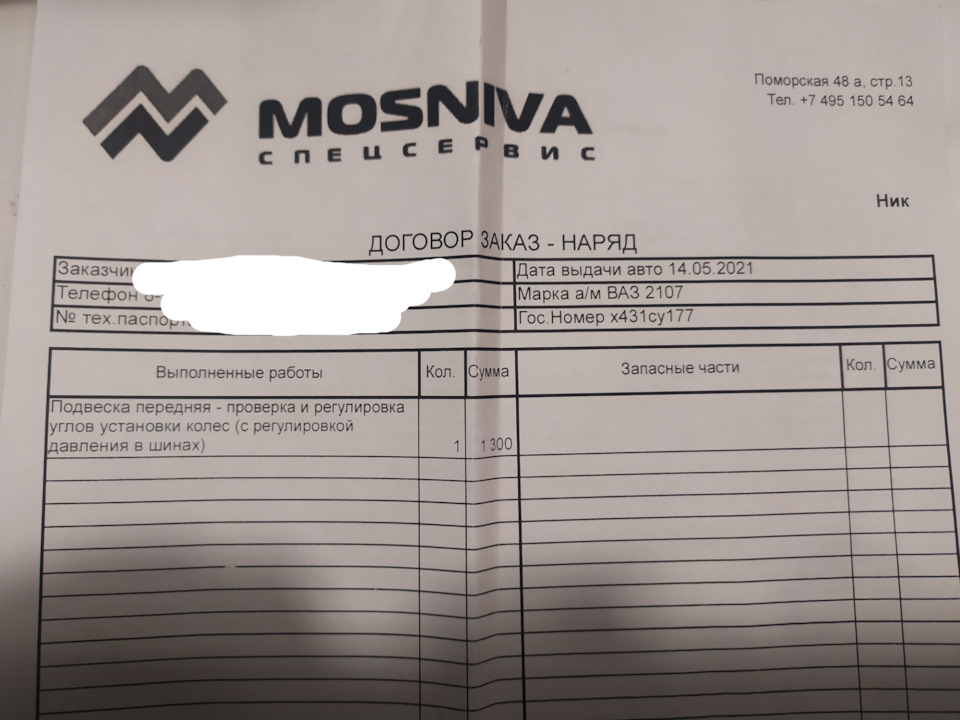 MOSNIVA
СПЕЦСЕРВИС
Поморская 48 а, стр.13
Тел. +7 495 150 54 64
Ник
ДОГОВОР ЗАКАЗ - НАРЯД
Заказчик
Дата выдачи авто 14.05.2021
Телефон 8-
Марка а/м ВАЗ 2107
№ тех.паспорт
Гос.Номер х431су177
Выполненные работы Кол. Сумма Запасные части Кол. Сумма
Подвеска передняя - проверка и регулировка
углов установки колес (с регулировкой
давления в шинах) 1 1 300